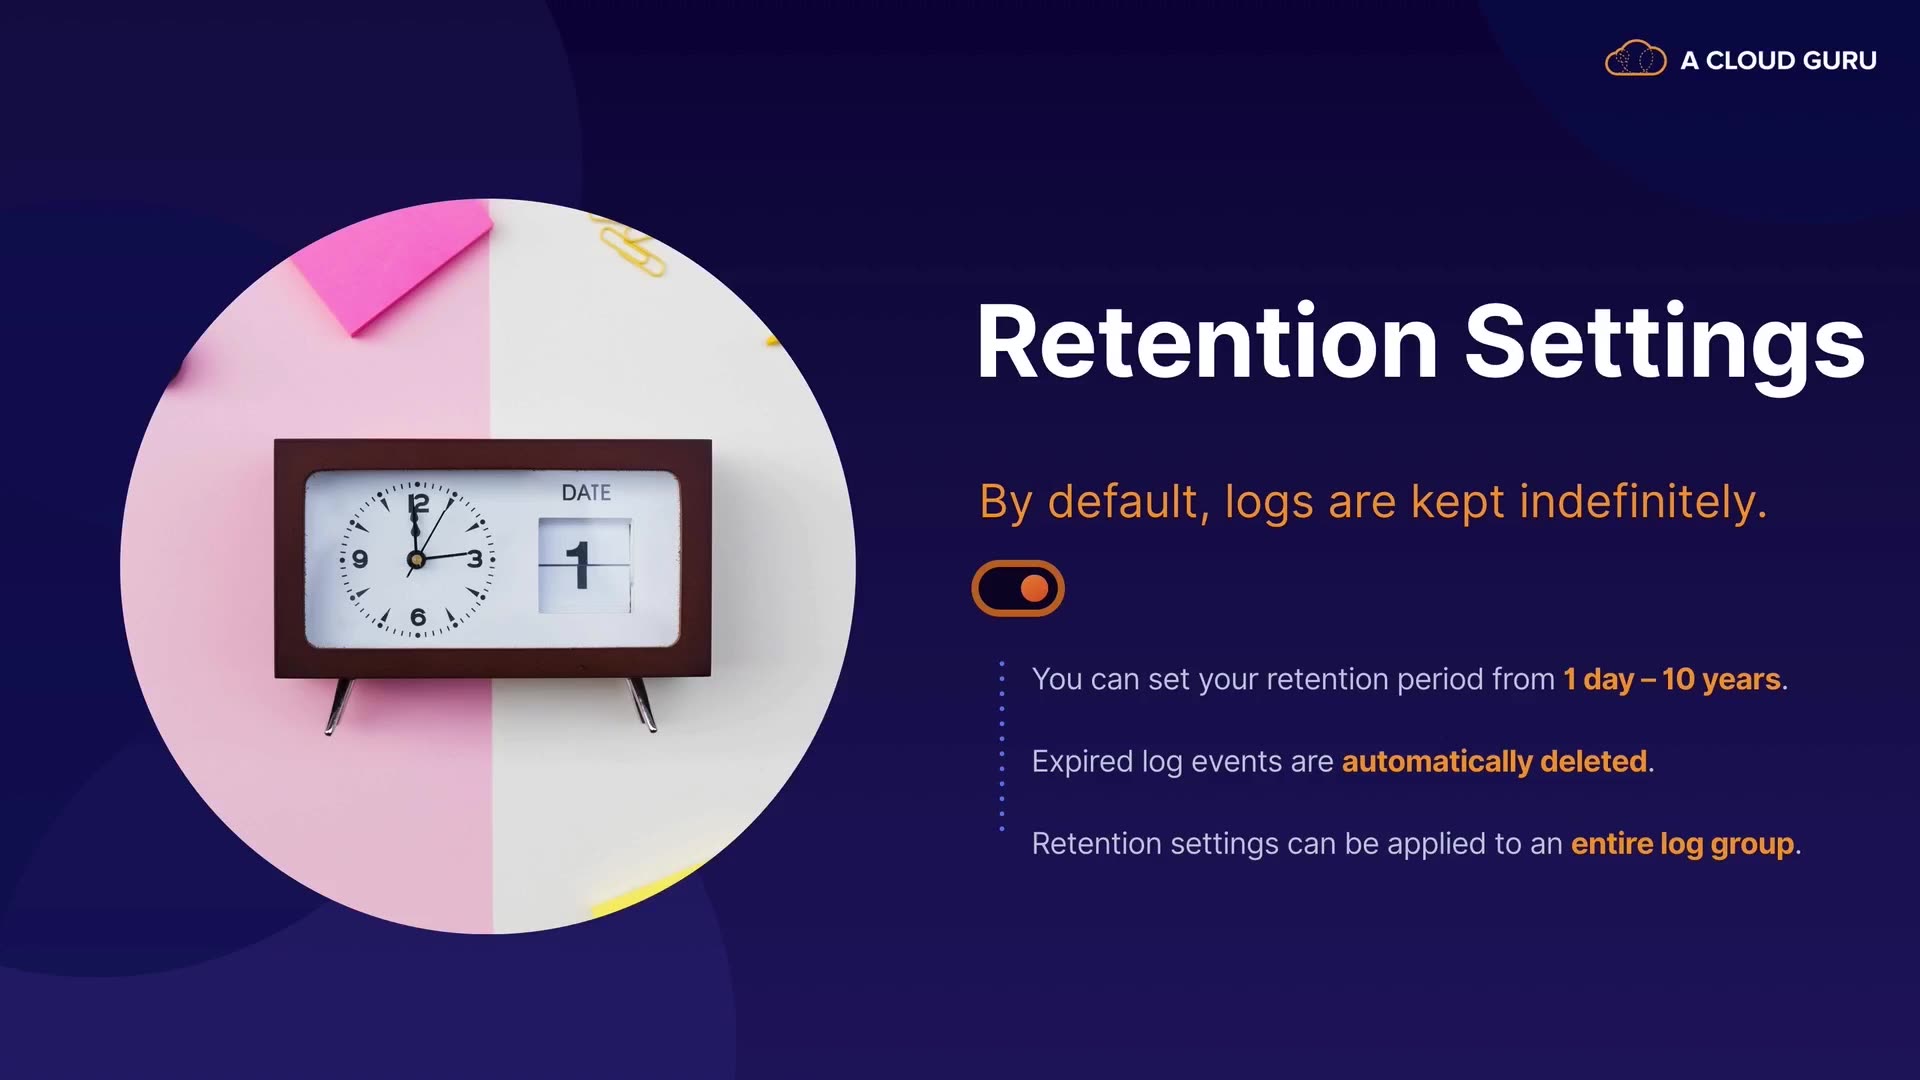 A CLOUD GURU
Retention Settings
By default, logs are kept indefinitely.
You can set your retention period from 1 day – 10 years.
Expired log events are automatically deleted.
Retention settings can be applied to an entire log group.
DATE
12
9
3
6
1